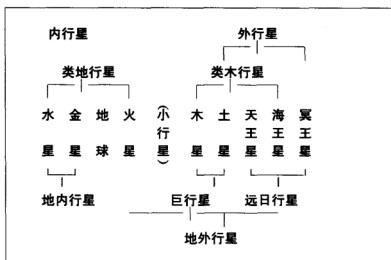 内行星 外行星
类地行星 类木行星
水星 金星 地球 火星 (小行星) 木星 土星 天王星 海王星 冥王星
地内行星 巨行星 远日行星
地外行星